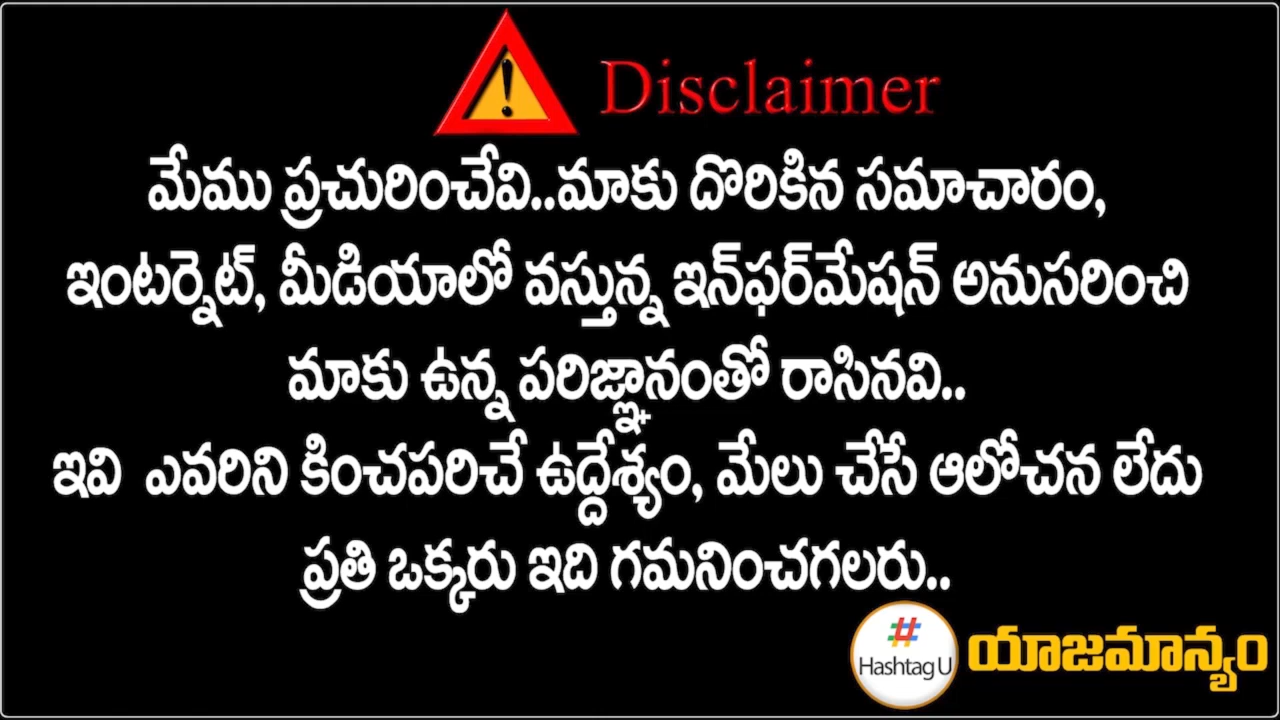 Disclaimer
మేము ప్రచురించేవి..మాకు దొరికిన సమాచారం,
ఇంటర్నెట్, మీడియాలో వస్తున్న ఇన్‌ఫర్‌మేషన్ అనుసరించి
మాకు ఉన్న పరిజ్ఞానంతో రాసినవి..
ఇవి ఎవరిని కించపరిచే ఉద్దేశ్యం, మేలు చేసే ఆలోచన లేదు
ప్రతి ఒక్కరు ఇది గమనించగలరు..
#
Hashtag U
యాజమాన్యం